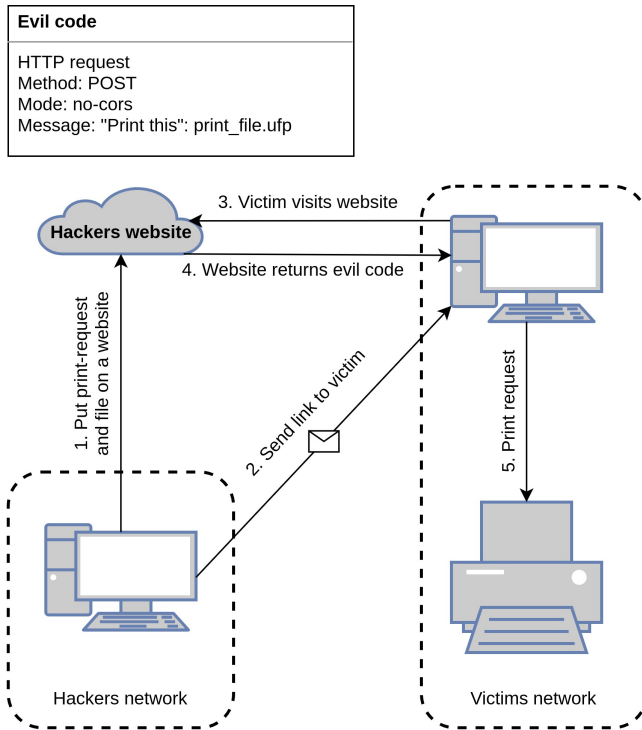 Evil code
HTTP request
Method: POST
Mode: no-cors
Message: "Print this": print_file.ufp
3. Victim visits website
Hackers website
4. Website returns evil code
1. Put print-request
and file on a website
2. Send link to victim
5. Print request
Hackers network
Victims network